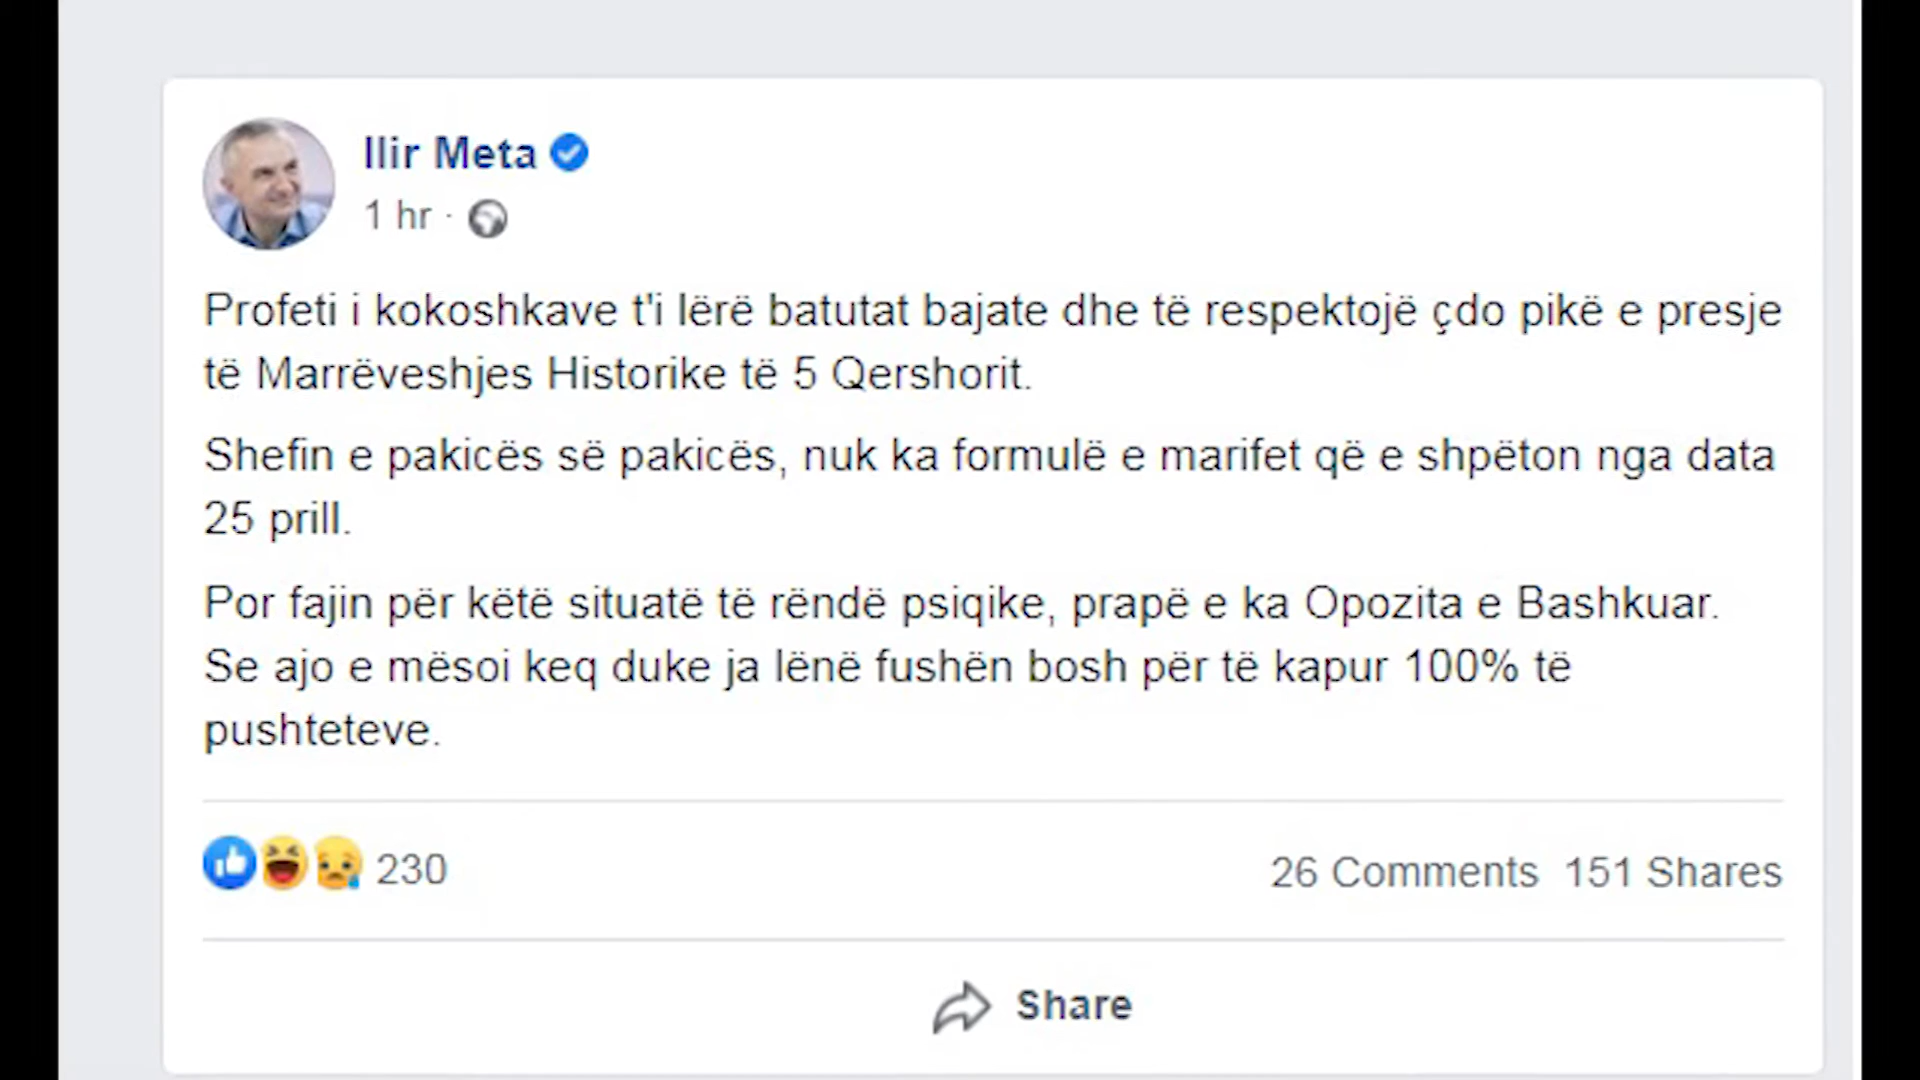 Ilir Meta
1 hr ·
Profeti i kokoshkave t'i lërë batutat bajate dhe të respektojë çdo pikë e presje
të Marrëveshjes Historike të 5 Qershorit.
Shefin e pakicës së pakicës, nuk ka formulë e marifet që e shpëton nga data
25 prill.
Por fajin për këtë situatë të rëndë psiqike, prapë e ka Opozita e Bashkuar.
Se ajo e mësoi keq duke ja lënë fushën bosh për të kapur 100% të
pushteteve.
230
26 Comments 151 Shares
Share